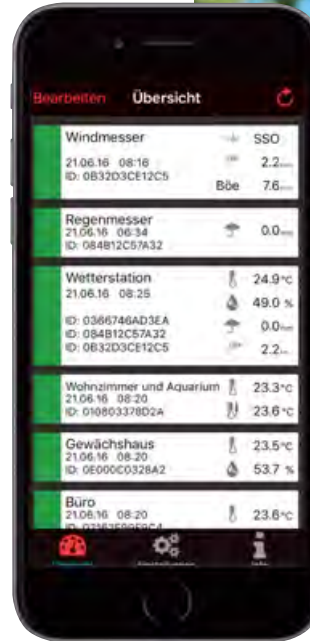 Bearbeiten Übersicht
Windmesser SSO
21.06.16 08:16 2.2
ID: 0B32D3CE12C5 Böe 7.6
Regenmesser
21.06.16 06:34 0.0
ID: 084B12C57A32
Wetterstation 24.9°C
21.06.16 08:25 49.0 %
ID: 0366746AD3EA 0.0
ID: 084B12C57A32
ID: 0B32D3CE12C5 2.2
Wohnzimmer und Aquarium 23.3°C
21.06.16 08:20
ID: 010803378D2A 23.6°C
Gewächshaus 23.5°C
21.06.16 08:20
ID: 0E000C0328A2 53.7 %
Büro 23.6°C
21.06.16 08:20